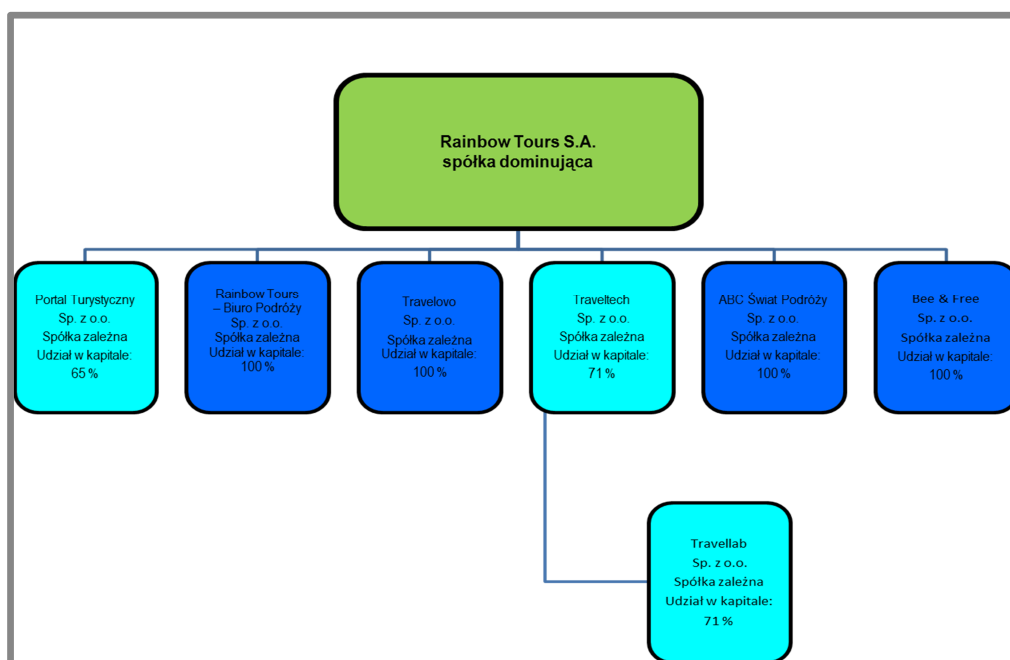 Rainbow Tours S.A.
spółka dominująca
Portal Turystyczny
Sp. z o.o.
Spółka zależna
Udział w kapitale:
65 %
Rainbow Tours
– Biuro Podróży
Sp. z o.o.
Spółka zależna
Udział w kapitale:
100 %
Travelovo
Sp. z o.o.
Spółka zależna
Udział w kapitale:
100 %
Traveltech
Sp. z o.o.
Spółka zależna
Udział w kapitale:
71 %
ABC Świat Podróży
Sp. z o.o.
Spółka zależna
Udział w kapitale:
100 %
Bee & Free
Sp. z o.o.
Spółka zależna
Udział w kapitale:
100 %
Travellab
Sp. z o.o.
Spółka zależna
Udział w kapitale:
71 %